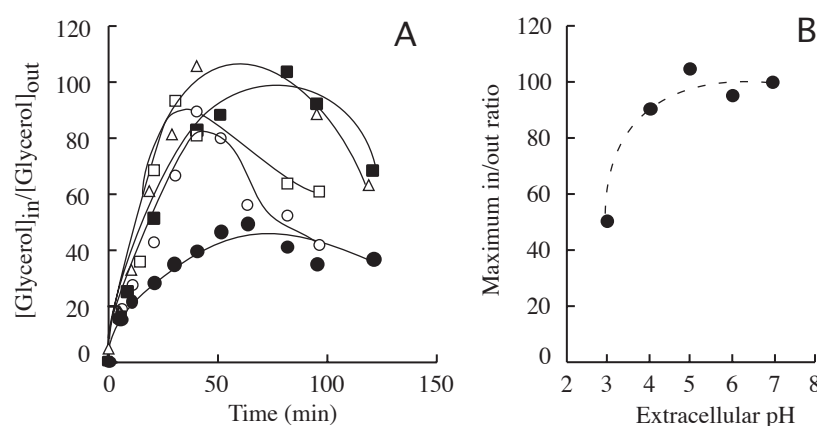 A
[Glycerol]in/[Glycerol]out
120
100
80
60
40
20
0
0 50 100 150
Time (min)
B
Maximum in/out ratio
120
100
80
60
40
20
0
2 3 4 5 6 7 8
Extracellular pH